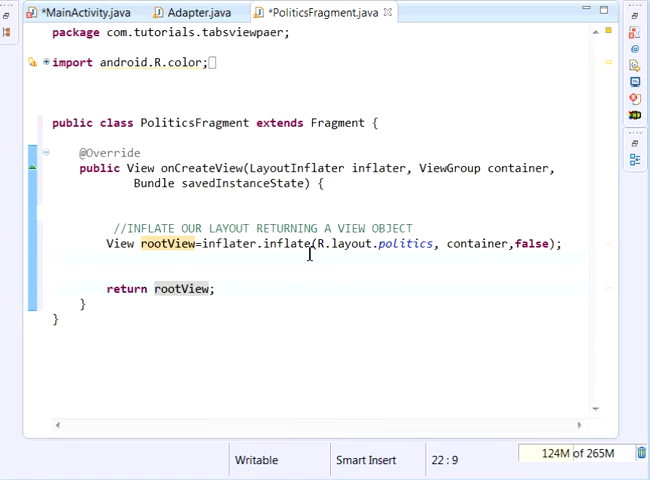 *MainActivity.java
Adapter.java
*PoliticsFragment.java
package com.tutorials.tabsviewpaer;
import android.R.color;
public class PoliticsFragment extends Fragment {
@Override
public View onCreateView(LayoutInflater inflater, ViewGroup container,
Bundle savedInstanceState) {
//INFLATE OUR LAYOUT RETURNING A VIEW OBJECT
View rootView=inflater.inflate(R.layout.politics, container,false);
return rootView;
}
}
Writable
Smart Insert
22 : 9
124M of 265M